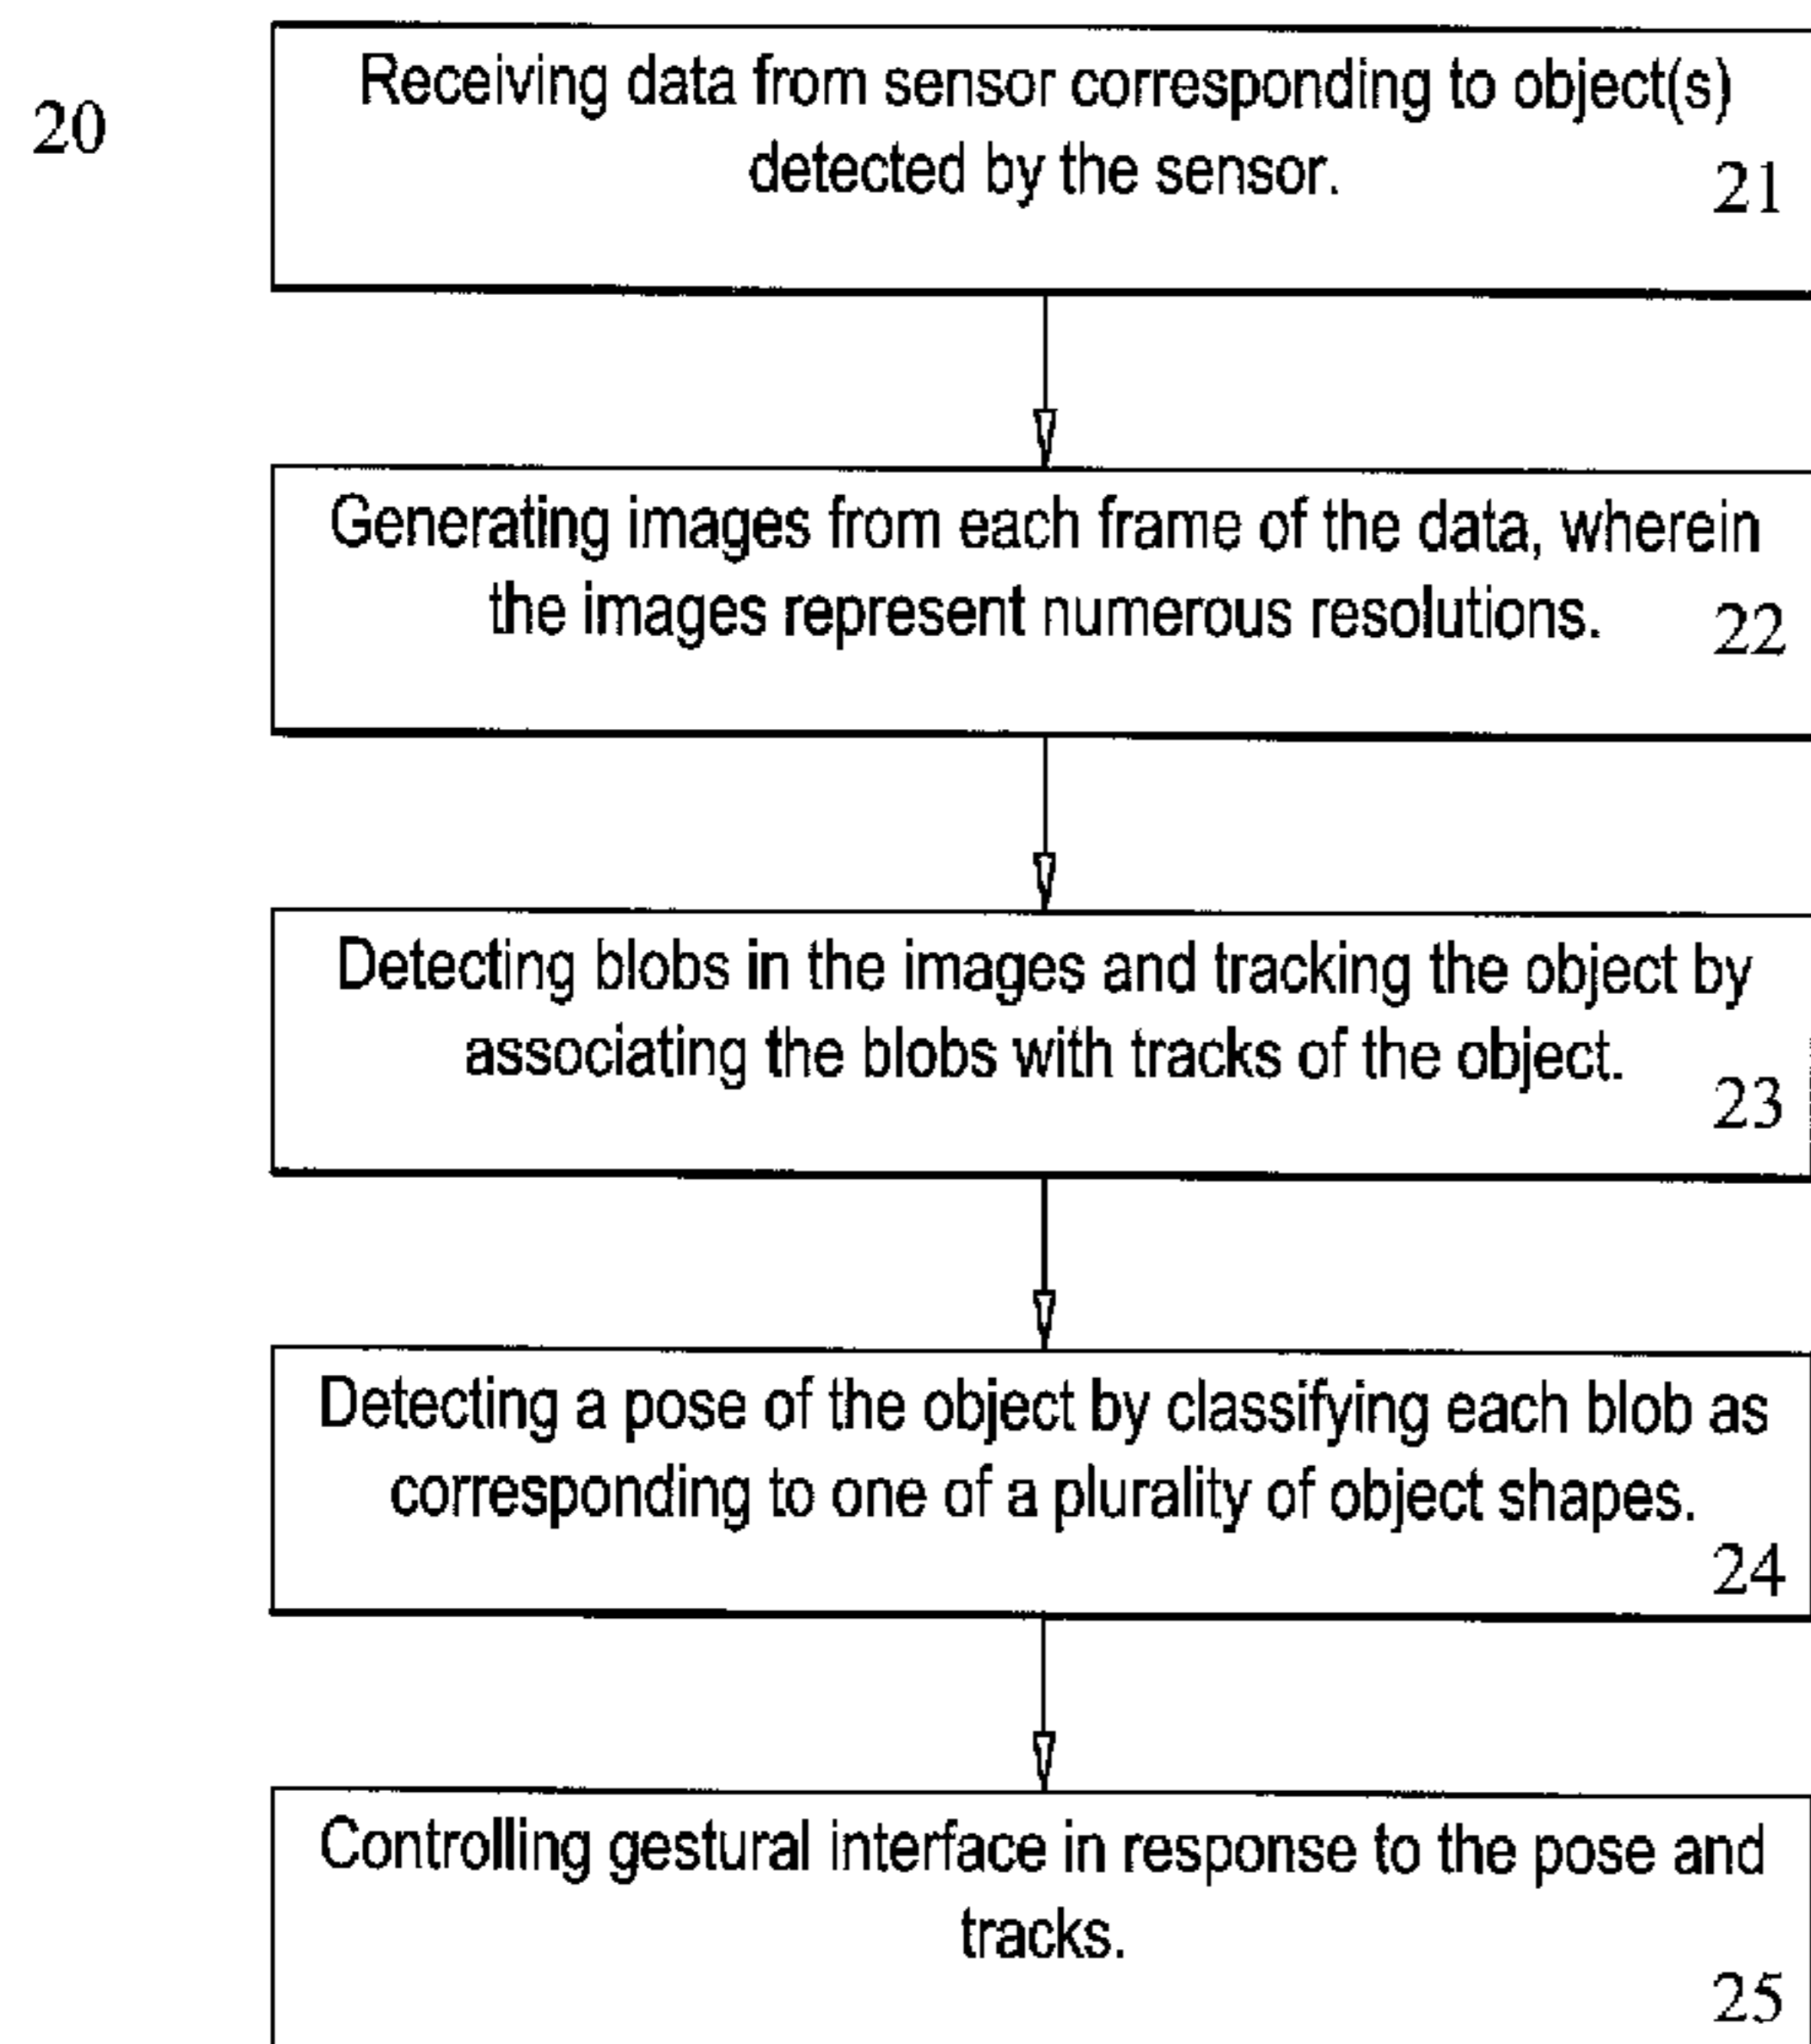 20
Receiving data from sensor corresponding to object(s)
detected by the sensor.
21
Generating images from each frame of the data, wherein
the images represent numerous resolutions.
22
Detecting blobs in the images and tracking the object by
associating the blobs with tracks of the object.
23
Detecting a pose of the object by classifying each blob as
corresponding to one of a plurality of object shapes.
24
Controlling gestural interface in response to the pose and
tracks.
25